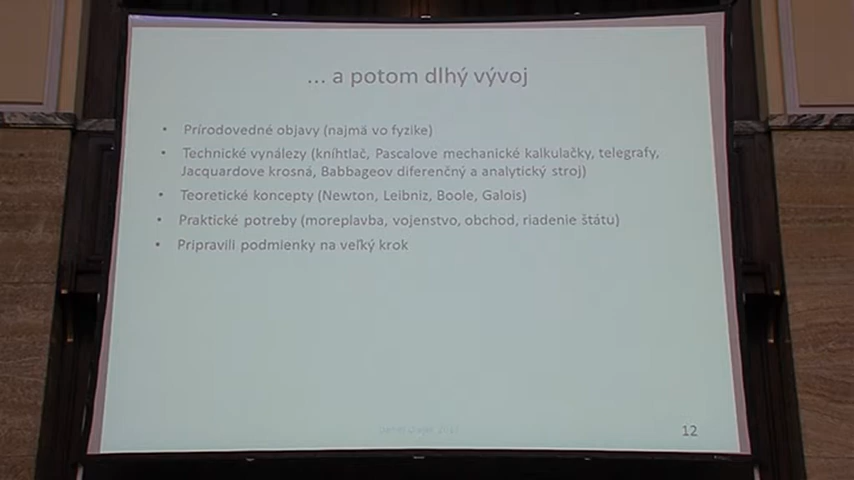 ... a potom dlhý vývoj
• Prírodovedné objavy (najmä vo fyzike)
• Technické vynálezy (kníhtlač, Pascalove mechanické kalkulačky, telegrafy,
Jacquardove krosná, Babbageov diferenčný a analytický stroj)
• Teoretické koncepty (Newton, Leibniz, Boole, Galois)
• Praktické potreby (moreplavba, vojenstvo, obchod, riadenie štátu)
• Pripravili podmienky na veľký krok
12